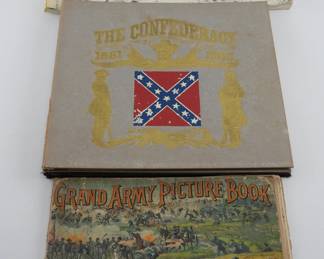 THE CONFEDERACY
1861
GRAND ARMY PICTURE BOOK